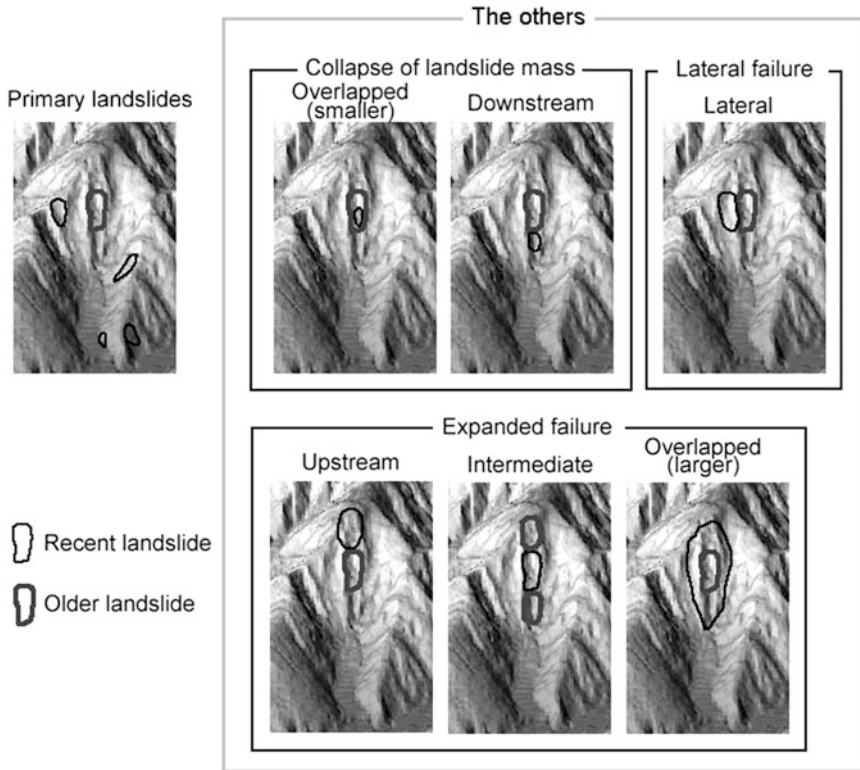 The others
Collapse of landslide mass
Lateral failure
Primary landslides
Overlapped
(smaller)
Downstream
Lateral
Expanded failure
Upstream
Intermediate
Overlapped
(larger)
Recent landslide
Older landslide